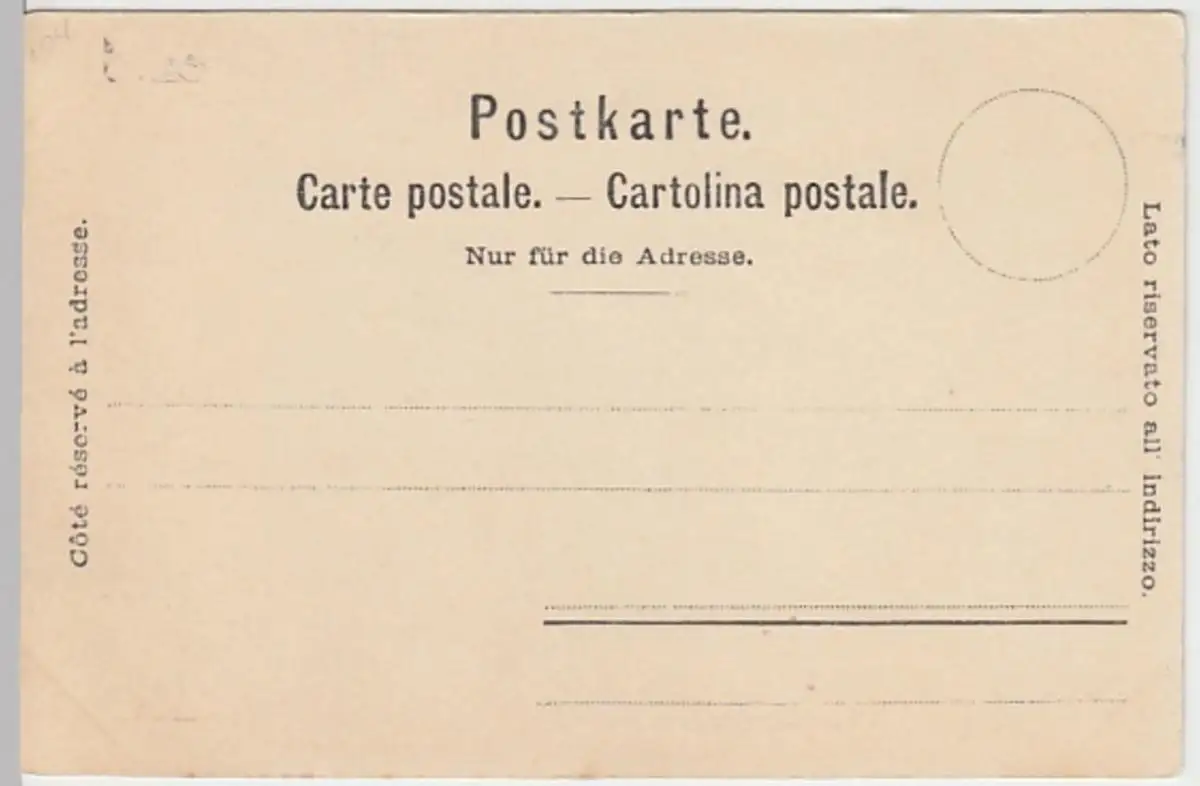 Postkarte.
Carte postale. — Cartolina postale.
Nur für die Adresse.
Côté réservé à l'adresse.
Lato riservato all' indirizzo.